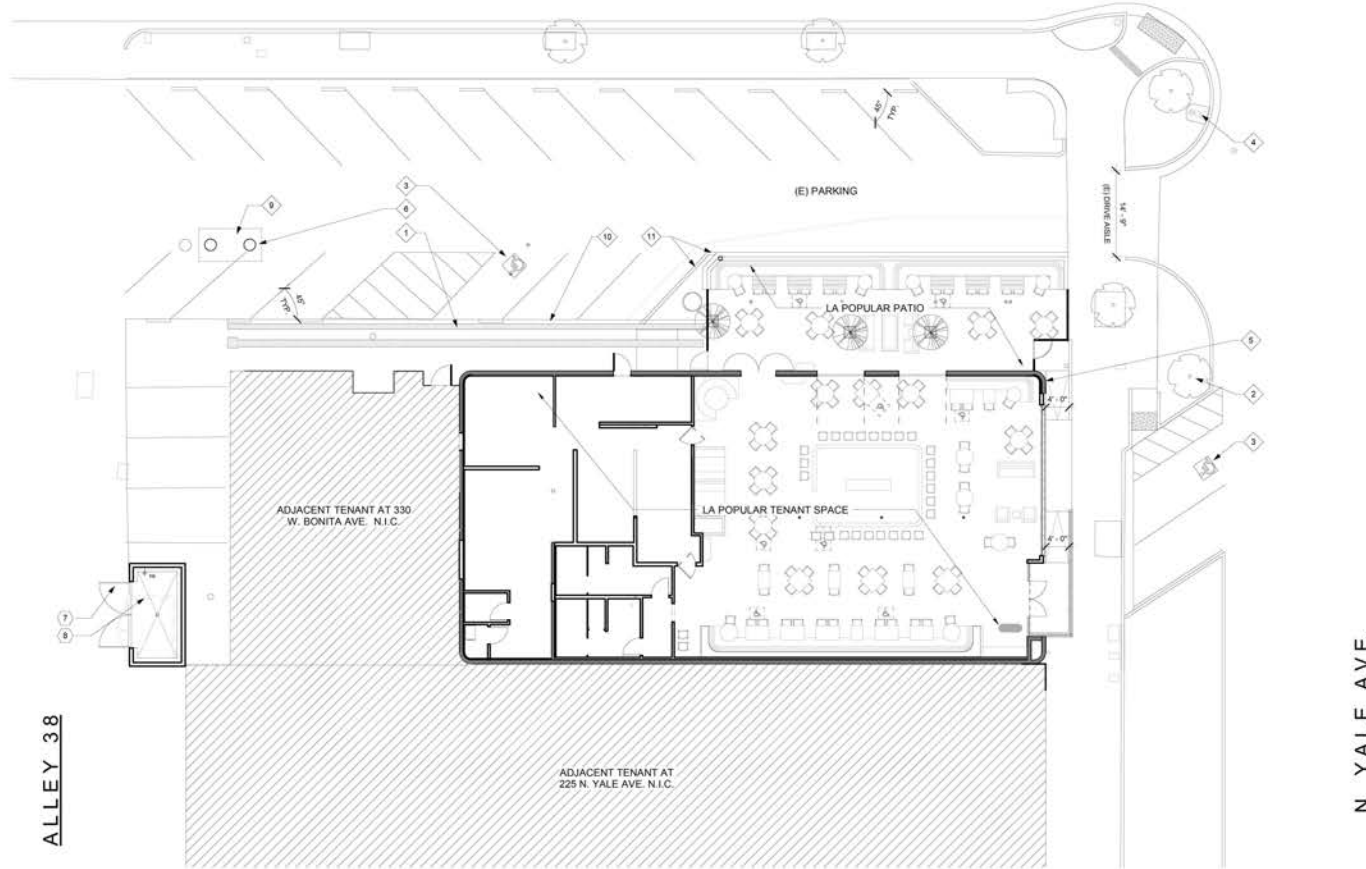 45°
TYP.
4
(E) PARKING
3
9
6
1
10
11
14' - 9"
(E) DRIVE AISLE
45°
TYP.
LA POPULAR PATIO
5
2
4'- 0"
3
ADJACENT TENANT AT 330
W. BONITA AVE. N.I.C.
LA POPULAR TENANT SPACE
4'- 0"
7
8
ADJACENT TENANT AT
225 N. YALE AVE. N.I.C.
ALLEY 38
N. YALE AVE